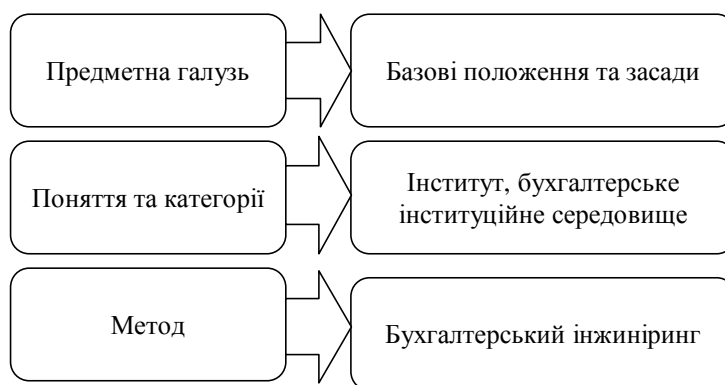 Предметна галузь
Базові положення та засади
Поняття та категорії
Інститут, бухгалтерське
інституційне середовище
Метод
Бухгалтерський інжиніринг